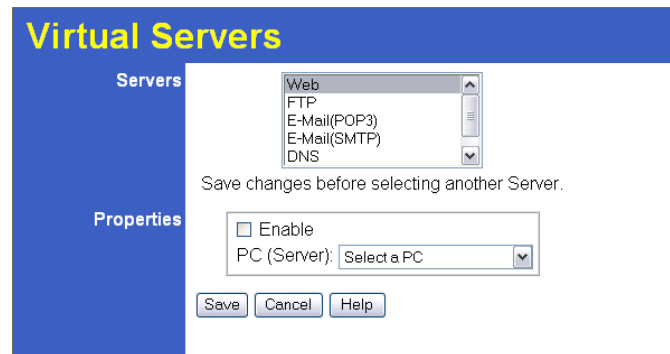 Virtual Servers
Servers
Web
FTP
E-Mail(POP3)
E-Mail(SMTP)
DNS
Save changes before selecting another Server.
Properties
Enable
PC (Server): Select a PC
Save Cancel Help